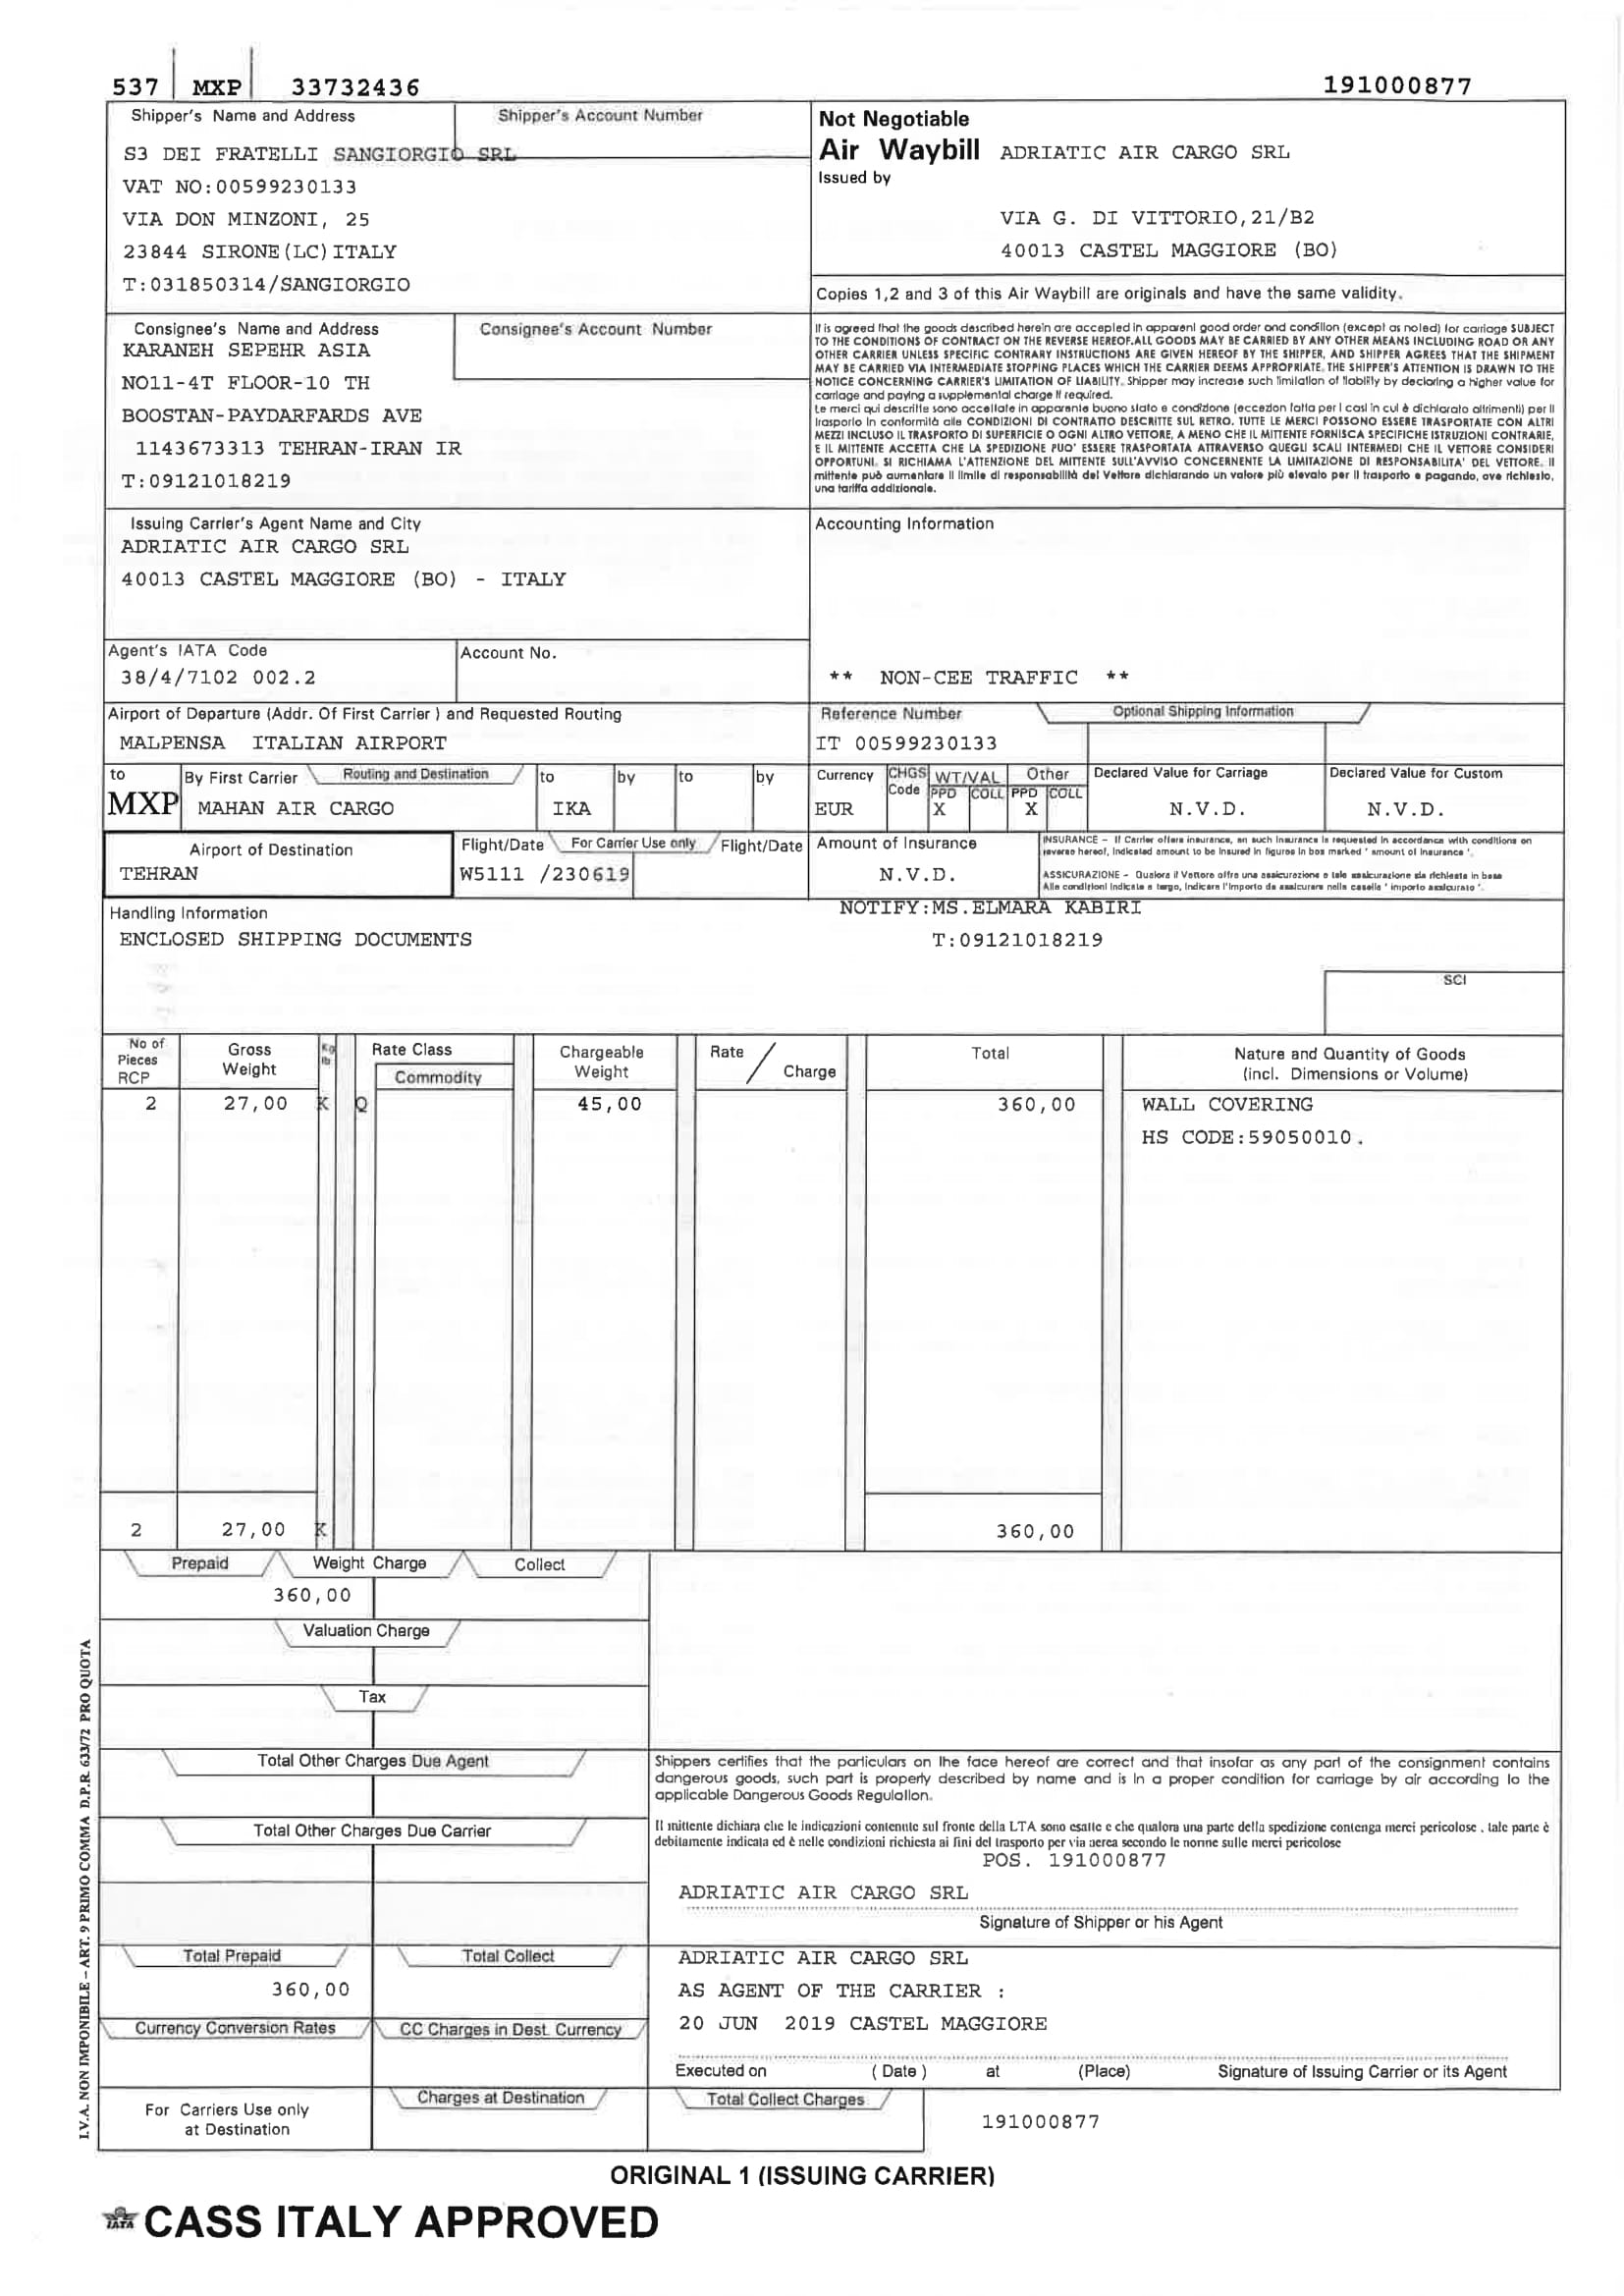 537 MXP 33732436
191000877
Shipper's Name and Address
Shipper's Account Number
S3 DEI FRATELLI SANGIORGIO SRL
VAT NO:00599230133
VIA DON MINZONI, 25
23844 SIRONE(LC)ITALY
T:031850314/SANGIORGIO
Not Negotiable
Air Waybill ADRIATIC AIR CARGO SRL
Issued by
VIA G. DI VITTORIO,21/B2
40013 CASTEL MAGGIORE (BO)
Copies 1,2 and 3 of this Air Waybill are originals and have the same validity.
Consignee's Name and Address
Consignee's Account Number
KARANEH SEPEHR ASIA
NO11-4T FLOOR-10 TH
BOOSTAN-PAYDARFARDS AVE
1143673313 TEHRAN-IRAN IR
T:09121018219
It is agreed that the goods described herein are accepted in apparent good order and condition (except as noted) for carriage SUBJECT
TO THE CONDITIONS OF CONTRACT ON THE REVERSE HEREOF.ALL GOODS MAY BE CARRIED BY ANY OTHER MEANS INCLUDING ROAD OR ANY
OTHER CARRIER UNLESS SPECIFIC CONTRARY INSTRUCTIONS ARE GIVEN HEREOF BY THE SHIPPER, AND SHIPPER AGREES THAT THE SHIPMENT
MAY BE CARRIED VIA INTERMEDIATE STOPPING PLACES WHICH THE CARRIER DEEMS APPROPRIATE. THE SHIPPER'S ATTENTION IS DRAWN TO THE
NOTICE CONCERNING CARRIER'S LIMITATION OF LIABILITY. Shipper may increase such limitation of liability by declaring a higher value for
carriage and paying a supplemental charge if required.
Le merci qui descritte sono accettate in apparente buono stato e condizione (eccezion fatta per i casi in cui è dichiarato altrimenti) per il
trasporto in conformità alle CONDIZIONI DI CONTRATTO DESCRITTE SUL RETRO. TUTTE LE MERCI POSSONO ESSERE TRASPORTATE CON ALTRI
MEZZI INCLUSO IL TRASPORTO DI SUPERFICIE O OGNI ALTRO VETTORE, A MENO CHE IL MITTENTE FORNISCA SPECIFICHE ISTRUZIONI CONTRARIE,
E IL MITTENTE ACCETTA CHE LA SPEDIZIONE PUO' ESSERE TRASPORTATA ATTRAVERSO QUEGLI SCALI INTERMEDI CHE IL VETTORE CONSIDERI
OPPORTUNI. SI RICHIAMA L'ATTENZIONE DEL MITTENTE SULL'AVVISO CONCERNENTE LA LIMITAZIONE DI RESPONSABILITA' DEL VETTORE. Il
mittente può aumentare il limite di responsabilità del Vettore dichiarando un valore più elevato per il trasporto e pagando, ove richiesto,
una tariffa addizionale.
Issuing Carrier's Agent Name and City
ADRIATIC AIR CARGO SRL
40013 CASTEL MAGGIORE (BO) - ITALY
Accounting Information
Agent's IATA Code
Account No.
38/4/7102 002.2
** NON-CEE TRAFFIC **
Airport of Departure (Addr. Of First Carrier ) and Requested Routing
MALPENSA ITALIAN AIRPORT
Reference Number
Optional Shipping Information
IT 00599230133
to
By First Carrier
Routing and Destination
to
by
to
by
MXP MAHAN AIR CARGO
IKA
Currency
CHGS Code
WT/VAL
Other
PPD COLL PPD COLL
Declared Value for Carriage
Declared Value for Custom
EUR X X N.V.D. N.V.D.
Airport of Destination
Flight/Date
For Carrier Use only
Flight/Date
TEHRAN
W5111 /230619
Amount of Insurance
N.V.D.
INSURANCE - If Carrier offers insurance, an such insurance is requested in accordance with conditions on
reverse hereof, indicated amount to be insured in figures in box marked ' amount of insurance '.
ASSICURAZIONE - Qualora il Vettore offra una assicurazione e tale assicurazione sia richiesta in base
Alle condizioni indicate a tergo, indicare l'importo da assicurare nella casella ' importo assicurato '.
Handling Information
NOTIFY:MS.ELMARA KABIRI
ENCLOSED SHIPPING DOCUMENTS
T:09121018219
SCI
No of Pieces RCP
Gross Weight
Kg lb
Rate Class
Commodity
Chargeable Weight
Rate / Charge
Total
Nature and Quantity of Goods
(incl. Dimensions or Volume)
2 27,00 K Q 45,00 360,00 WALL COVERING
HS CODE:59050010.
2 27,00 K 360,00
Prepaid
Weight Charge
Collect
360,00
Valuation Charge
Tax
Total Other Charges Due Agent
Shippers certifies that the particulars on the face hereof are correct and that insofar as any part of the consignment contains
dangerous goods, such part is properly described by name and is in a proper condition for carriage by air according to the
applicable Dangerous Goods Regulation.
Total Other Charges Due Carrier
Il mittente dichiara che le indicazioni contenute sul fronte della LTA sono esatte e che qualora una parte della spedizione contenga merci pericolose , tale parte è
debitamente indicata ed è nelle condizioni richiesta ai fini del trasporto per via aerea secondo le norme sulle merci pericolose
POS. 191000877
ADRIATIC AIR CARGO SRL
Signature of Shipper or his Agent
Total Prepaid
Total Collect
360,00
ADRIATIC AIR CARGO SRL
AS AGENT OF THE CARRIER :
20 JUN 2019 CASTEL MAGGIORE
Currency Conversion Rates
CC Charges in Dest. Currency
Executed on ( Date ) at (Place) Signature of Issuing Carrier or its Agent
For Carriers Use only
at Destination
Charges at Destination
Total Collect Charges
191000877
I.V.A. NON IMPONIBILE – ART. 9 PRIMO COMMA D.P.R. 633/72 PRO QUOTA
ORIGINAL 1 (ISSUING CARRIER)
IATA
CASS ITALY APPROVED